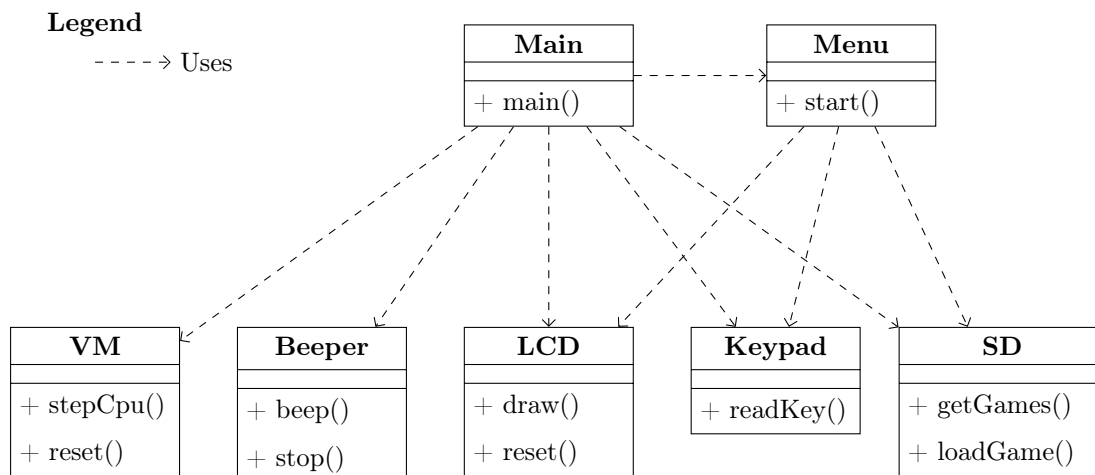 Legend
Uses
Main
+ main()
Menu
+ start()
VM
+ stepCpu()
+ reset()
Beeper
+ beep()
+ stop()
LCD
+ draw()
+ reset()
Keypad
+ readKey()
SD
+ getGames()
+ loadGame()